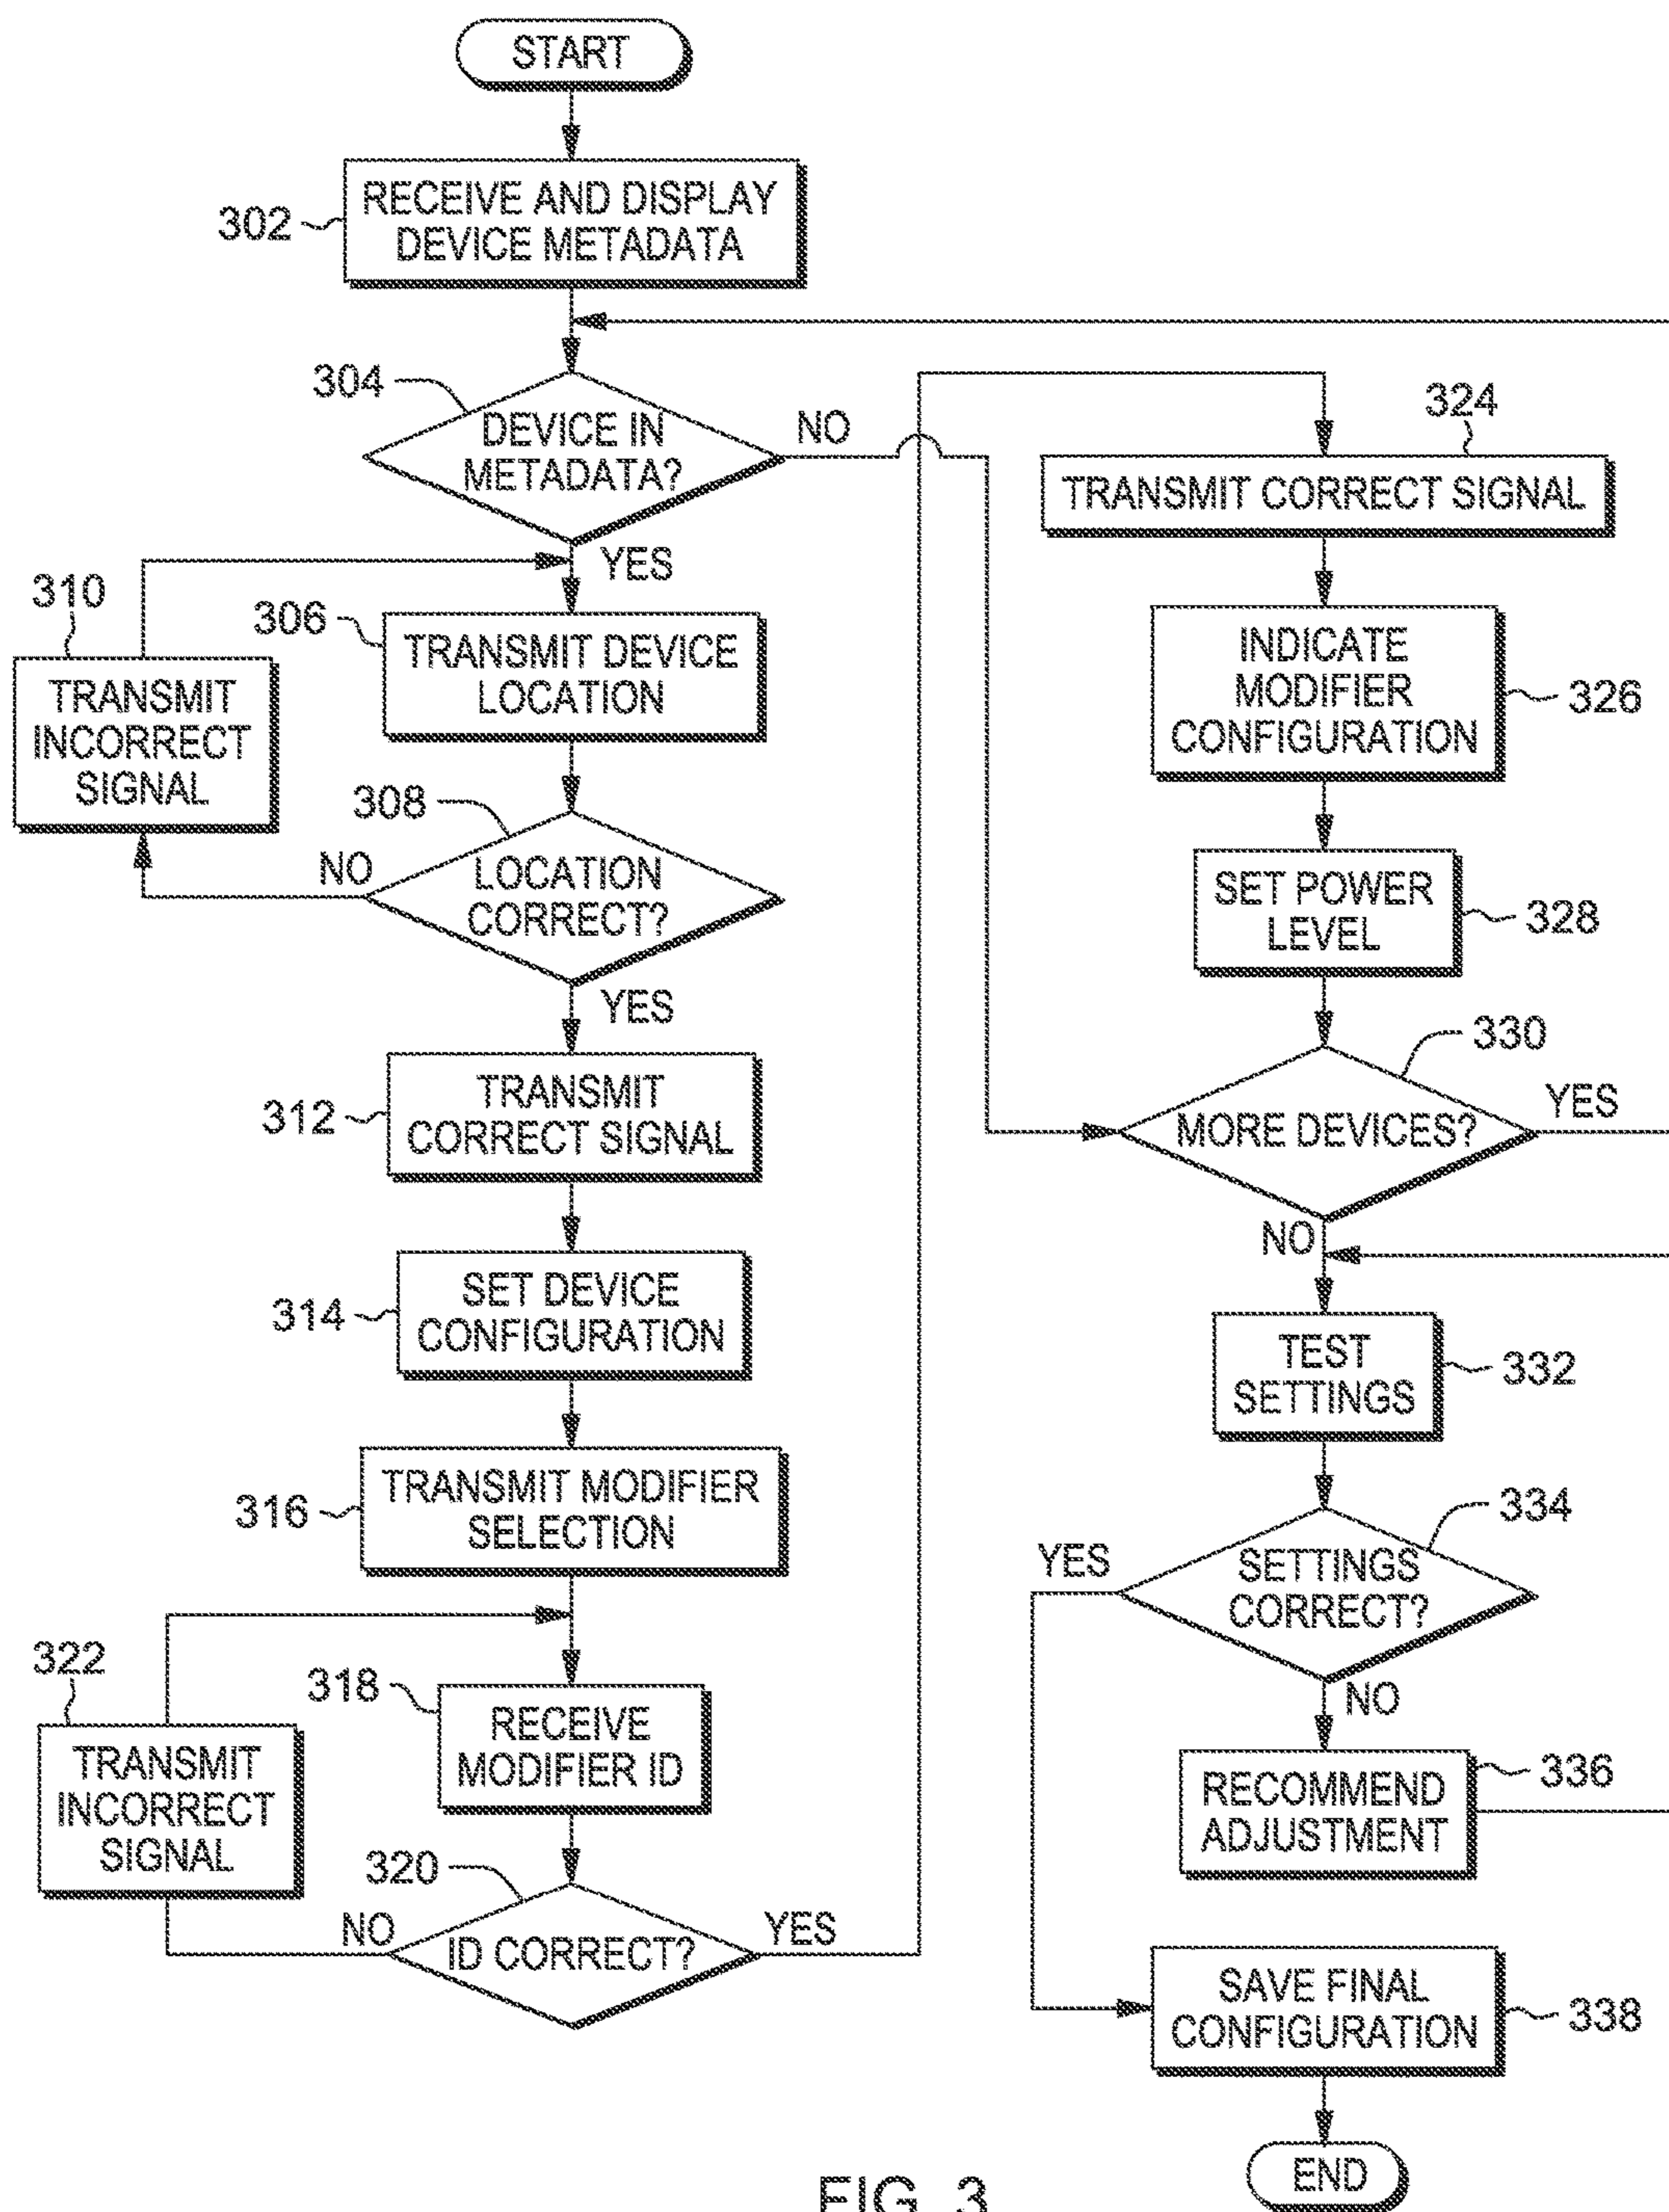 START
302
RECEIVE AND DISPLAY
DEVICE METADATA
304
DEVICE IN
METADATA?
NO
YES
310
TRANSMIT
INCORRECT
SIGNAL
306
TRANSMIT DEVICE
LOCATION
308
LOCATION
CORRECT?
NO
YES
312
TRANSMIT
CORRECT SIGNAL
314
SET DEVICE
CONFIGURATION
316
TRANSMIT MODIFIER
SELECTION
322
TRANSMIT
INCORRECT
SIGNAL
318
RECEIVE
MODIFIER ID
320
ID CORRECT?
NO
YES
324
TRANSMIT CORRECT SIGNAL
INDICATE
MODIFIER
CONFIGURATION
326
SET POWER
LEVEL
328
330
MORE DEVICES?
YES
NO
TEST
SETTINGS
332
334
SETTINGS
CORRECT?
YES
NO
RECOMMEND
ADJUSTMENT
336
SAVE FINAL
CONFIGURATION
338
END
FIG. 3